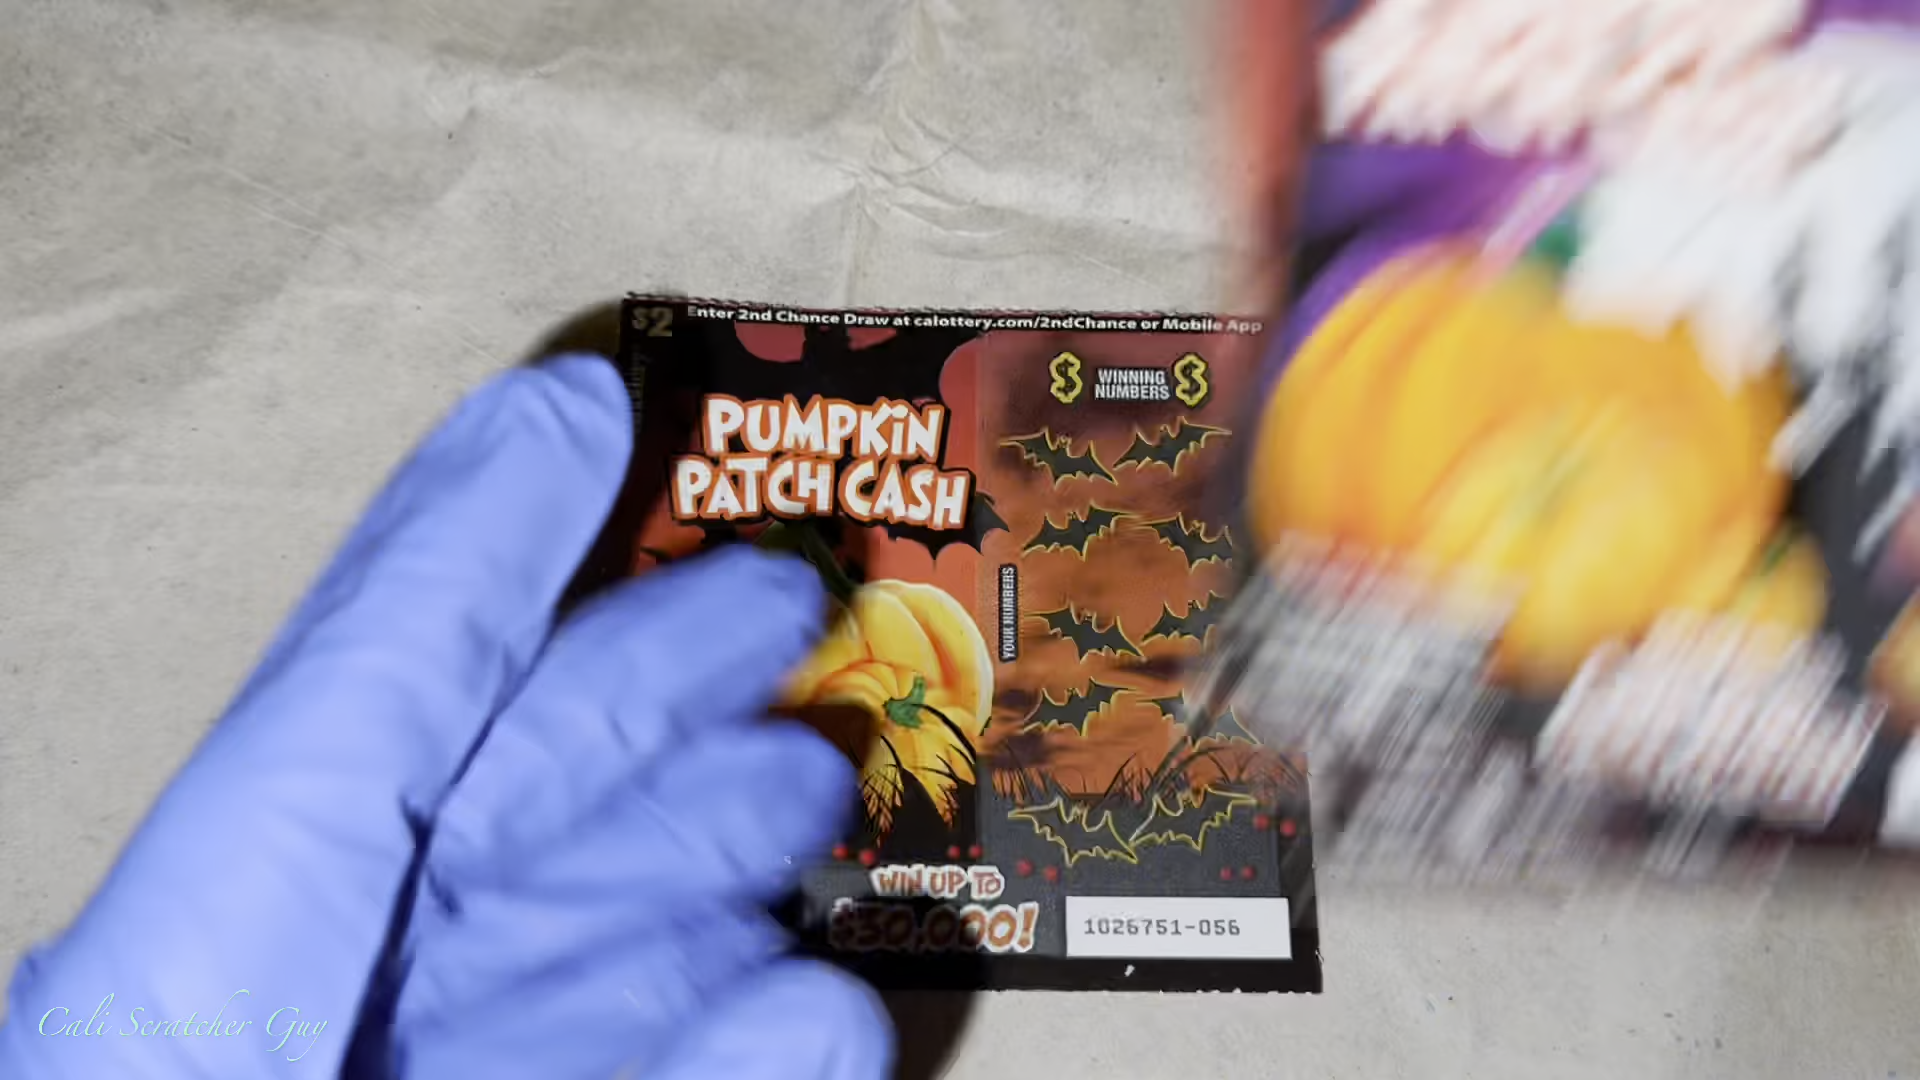 $2 Enter 2nd Chance Draw at calottery.com/2ndChance or Mobile App
WINNING
NUMBERS
PUMPKiN
PATCH CASH
YOUR NUMBERS
WIN UP TO
$30,000!
1026751-056
Cali Scratcher Guy